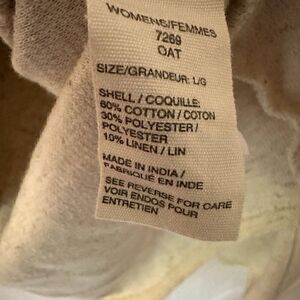 WOMENS/FEMMES
7269
OAT
SIZE/GRANDEUR: L/G
SHELL / COQUILLE:
60% COTTON / COTON
30% POLYESTER /
POLYESTER
10% LINEN / LIN
MADE IN INDIA /
FABRIQUÉ EN INDE
SEE REVERSE FOR CARE
VOIR ENDOS POUR
ENTRETIEN